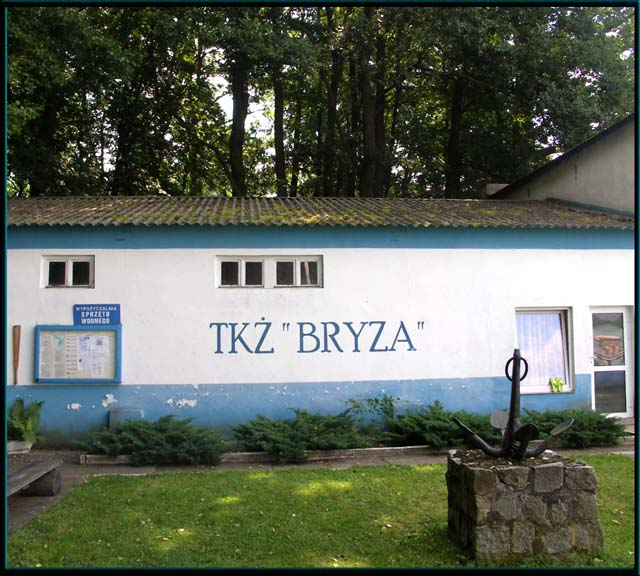 WYPOŻYCZALNIA
SPRZĘTU
WODNEGO
TKŻ "BRYZA"